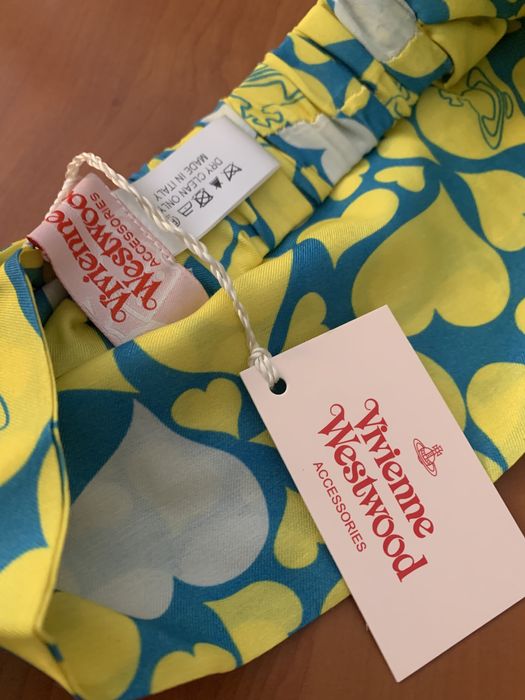 Vivienne
Westwood
ACCESSORIES
DRY CLEAN ONLY
MADE IN ITALY
Vivienne
Westwood
ACCESSORIES